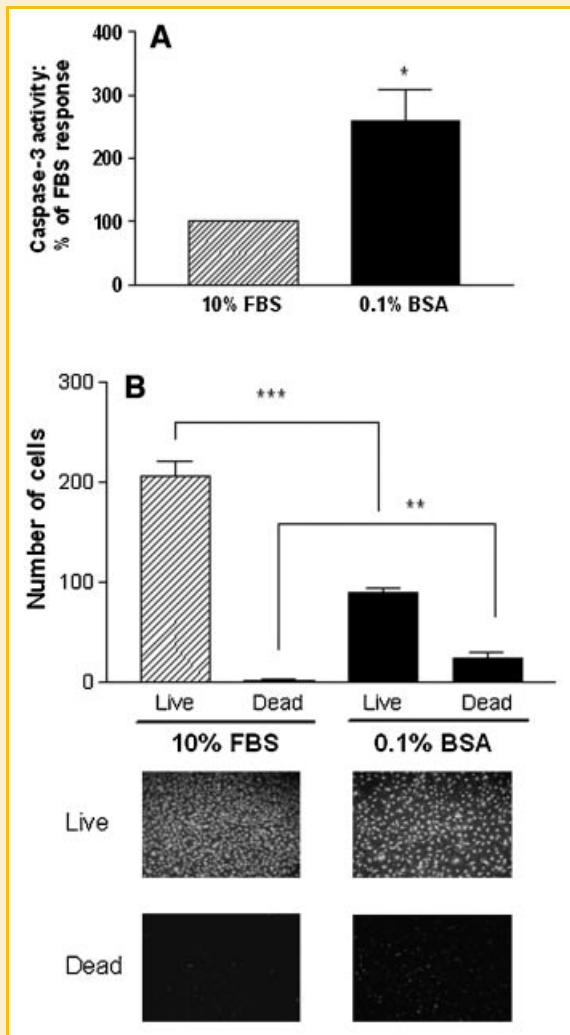 A
Caspase-3 activity:
% of FBS response
400
300
200
100
0
*
10% FBS
0.1% BSA
B
Number of cells
300
200
100
0
***
**
Live
Dead
Live
Dead
10% FBS
0.1% BSA
Live
Dead